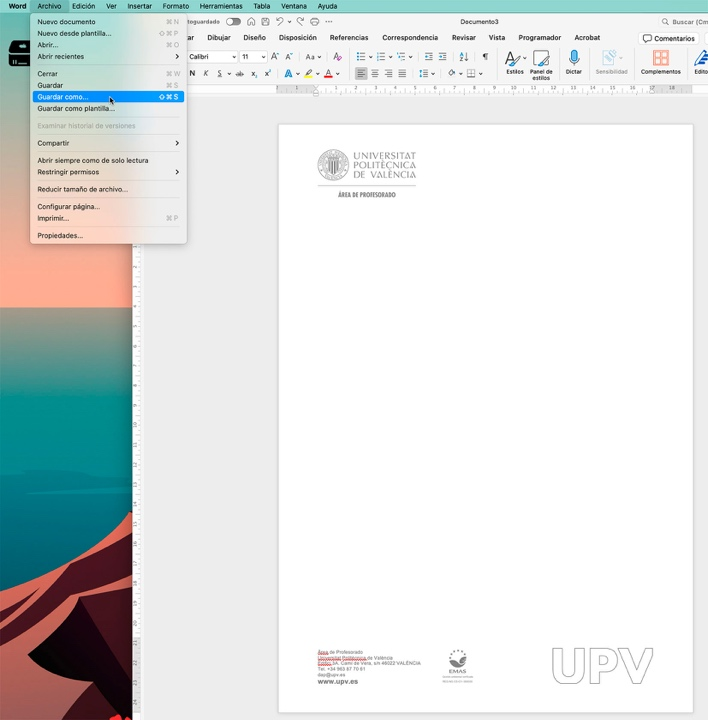 Word Archivo Edición Ver Insertar Formato Herramientas Tabla Ventana Ayuda
Nuevo documento ⌘ N
Nuevo desde plantilla... ⇧ ⌘ P
Abrir... ⌘ O
Abrir recientes
Cerrar ⌘ W
Guardar ⌘ S
Guardar como... ⇧ ⌘ S
Guardar como plantilla...
Examinar historial de versiones
Compartir
Abrir siempre como de solo lectura
Restringir permisos
Reducir tamaño de archivo...
Configurar página...
Imprimir... ⌘ P
Propiedades...
toguardado Documento3 Buscar (Cm
ar Dibujar Diseño Disposición Referencias Correspondencia Revisar Vista Programador Acrobat Comentarios
Calibri 11
Estilos Panel de estilos Dictar Sensibilidad Complementos Edito
UNIVERSITAT
POLITÈCNICA
DE VALÈNCIA
ÁREA DE PROFESORADO
Área de Profesorado
Universitat Politècnica de València
Edifici 3A. Camí de Vera, s/n 46022 VALÈNCIA
Tel. +34 963 87 70 81
dap@upv.es
www.upv.es
EMAS
UPV